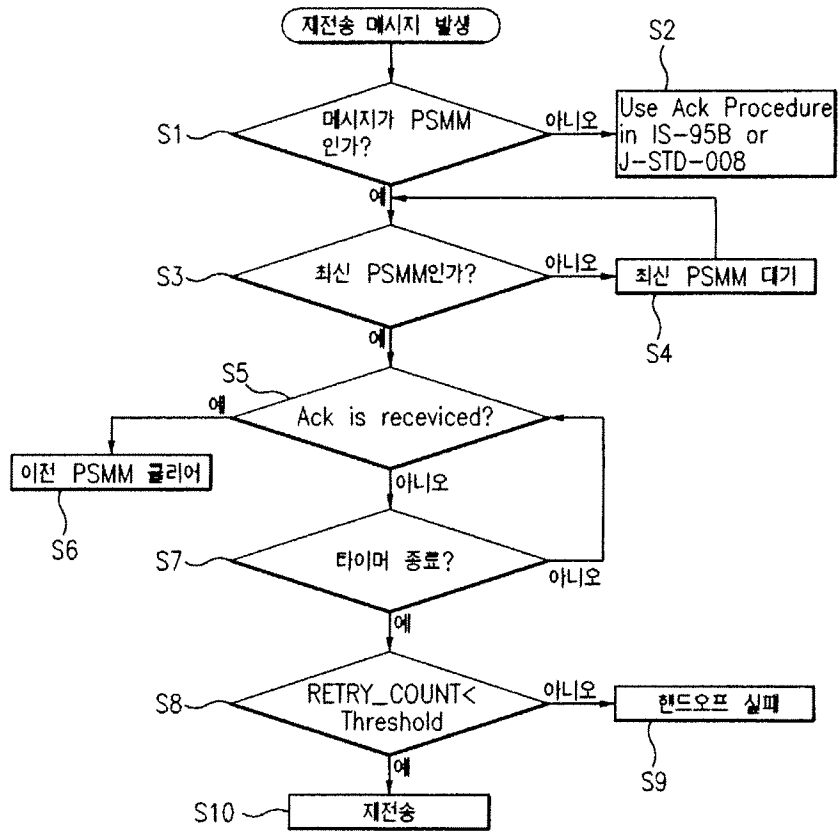 재전송 메시지 발생
S1
메시지가 PSMM
인가?
아니오
S2
Use Ack Procedure
in IS-95B or
J-STD-008
예
S3
최신 PSMM인가?
아니오
최신 PSMM 대기
S4
예
S5
예
Ack is receviced?
이전 PSMM 클리어
S6
아니오
S7
타이머 종료?
아니오
예
S8
RETRY_COUNT<
Threshold
아니오
핸드오프 실패
S9
예
S10
재전송